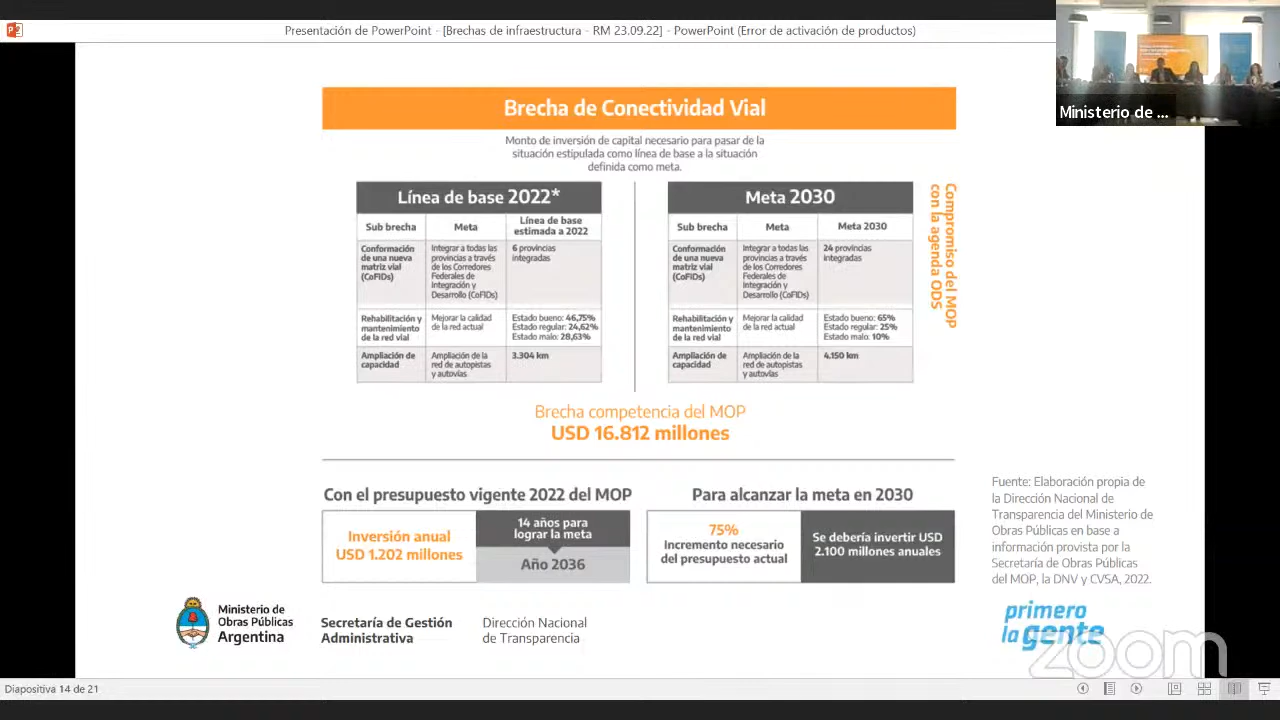 Presentación de PowerPoint - [Brechas de infraestructura - RM 23.09.22] - PowerPoint (Error de activación de productos)
Ministerio de ...
Brecha de Conectividad Vial
Monto de inversión de capital necesario para pasar de la
situación estipulada como línea de base a la situación
definida como meta.
Línea de base 2022*
Sub brecha
Meta
Línea de base
estimada a 2022
Conformación
de una nueva
matriz vial
(CoFIDs)
Integrar a todas las
provincias a través
de los Corredores
Federales de
Integración y
Desarrollo (CoFIDs)
6 provincias
integradas
Rehabilitación y
mantenimiento
de la red vial
Mejorar la calidad
de la red actual
Estado bueno: 46,75%
Estado regular: 24,62%
Estado malo: 28,63%
Ampliación de
capacidad
Ampliación de la
red de autopistas
y autovías
3.304 km
Meta 2030
Sub brecha
Meta
Meta 2030
Conformación
de una nueva
matriz vial
(CoFIDs)
Integrar a todas las
provincias a través
de los Corredores
Federales de
Integración y
Desarrollo (CoFIDs)
24 provincias
integradas
Rehabilitación y
mantenimiento
de la red vial
Mejorar la calidad
de la red actual
Estado bueno: 65%
Estado regular: 25%
Estado malo: 10%
Ampliación de
capacidad
Ampliación de la
red de autopistas
y autovías
4.150 km
Compromiso del MOP
con la agenda ODS
Brecha competencia del MOP
USD 16.812 millones
Con el presupuesto vigente 2022 del MOP
Inversión anual
USD 1.202 millones
14 años para
lograr la meta
Año 2036
Para alcanzar la meta en 2030
75%
Incremento necesario
del presupuesto actual
Se debería invertir USD
2.100 millones anuales
Fuente: Elaboración propia de
la Dirección Nacional de
Transparencia del Ministerio de
Obras Públicas en base a
información provista por la
Secretaría de Obras Públicas
del MOP, la DNV y CVSA, 2022.
Ministerio de
Obras Públicas
Argentina
Secretaría de Gestión
Administrativa
Dirección Nacional
de Transparencia
primero
la gente
zoom
Diapositiva 14 de 21